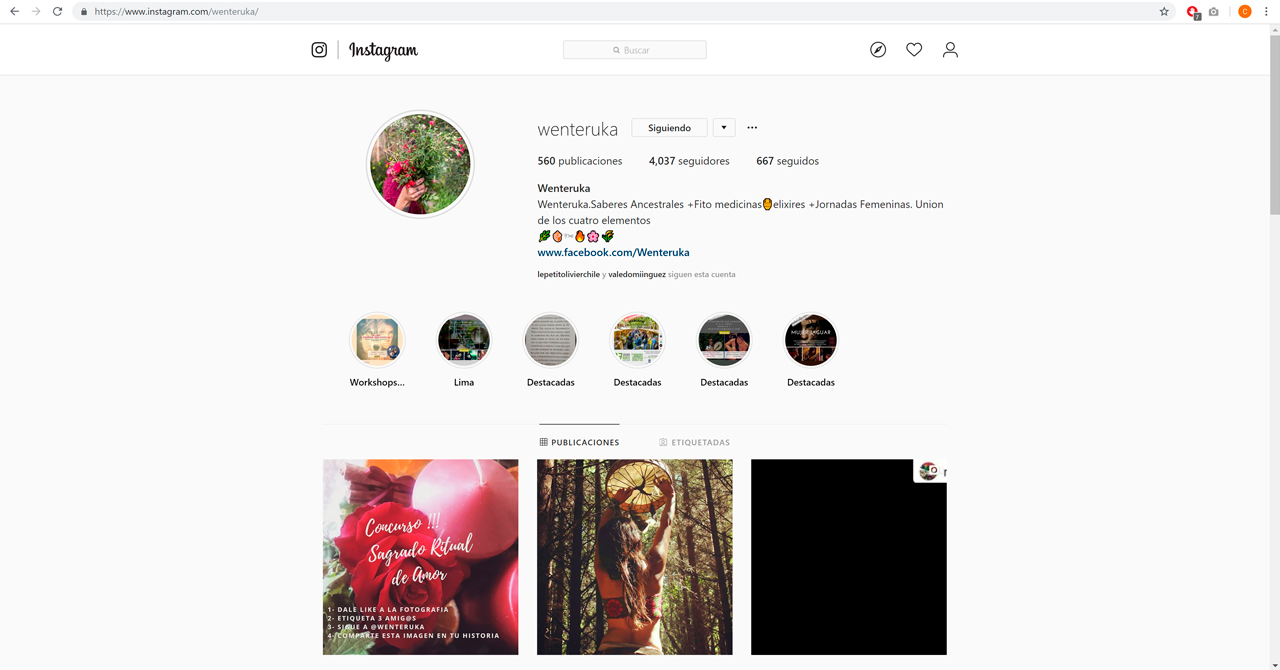 https://www.instagram.com/wenteruka/
C
7
Instagram
Buscar
wenteruka Siguiendo
560 publicaciones 4,037 seguidores 667 seguidos
Wenteruka
Wenteruka.Saberes Ancestrales +Fito medicinas elixires +Jornadas Femeninas. Union
de los cuatro elementos
www.facebook.com/Wenteruka
lepetitolivierchile y valedomiinguez siguen esta cuenta
MUJER JAGUAR
Workshops... Lima Destacadas Destacadas Destacadas Destacadas
PUBLICACIONES ETIQUETADAS
Concurso !!!
Sagrado Ritual
de Amor
1- DALE LIKE A LA FOTOGRAFIA
2- ETIQUETA 3 AMIG@S
3- SIGUE A @WENTERUKA
4- COMPARTE ESTA IMAGEN EN TU HISTORIA